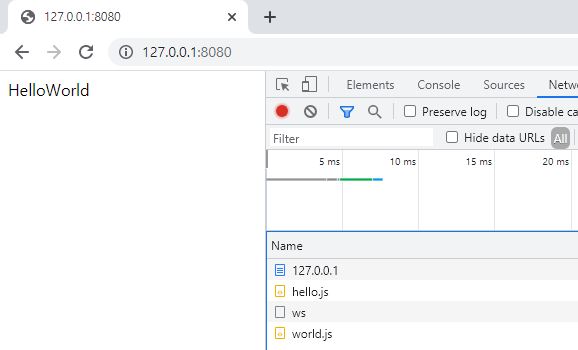 127.0.0.1:8080
127.0.0.1:8080
HelloWorld
Elements Console Sources Netw
Preserve log Disable ca
Filter Hide data URLs All
5 ms 10 ms 15 ms 20 ms
Name
127.0.0.1
hello.js
ws
world.js